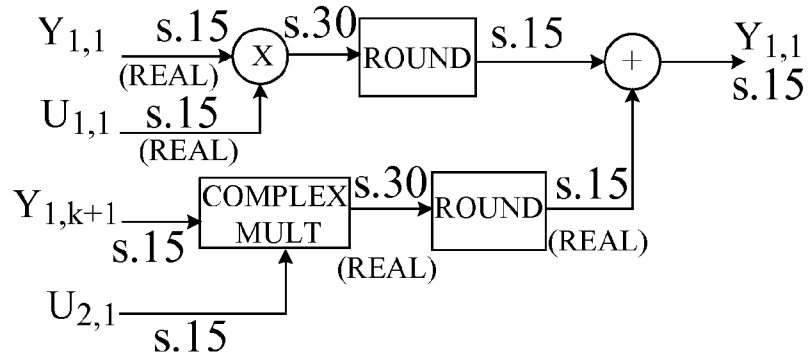 Y1,1 s.15 (REAL) X s.30 ROUND s.15 + Y1,1 s.15
U1,1 s.15 (REAL)
Y1,k+1 s.15 COMPLEX MULT s.30 (REAL) ROUND s.15 (REAL)
U2,1 s.15